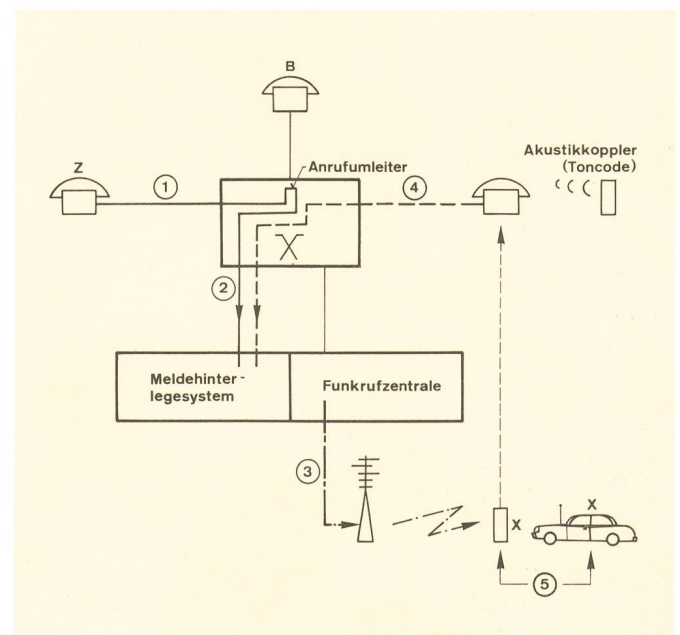 B
Z
1
Anrufumleiter
4
Akustikkoppler
(Toncode)
2
Meldehinter-
legesystem
Funkrufzentrale
3
X
X
5